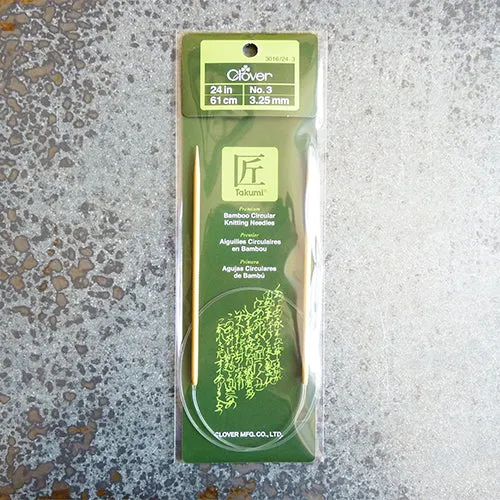 3016/24-3
Clover
24 in
No. 3
61 cm
3.25 mm
匠
Takumi®
Premium
Bamboo Circular
Knitting Needles
Premier
Aiguilles Circulaires
en Bambou
Primera
Agujas Circulares
de Bambú
CLOVER MFG. CO., LTD.